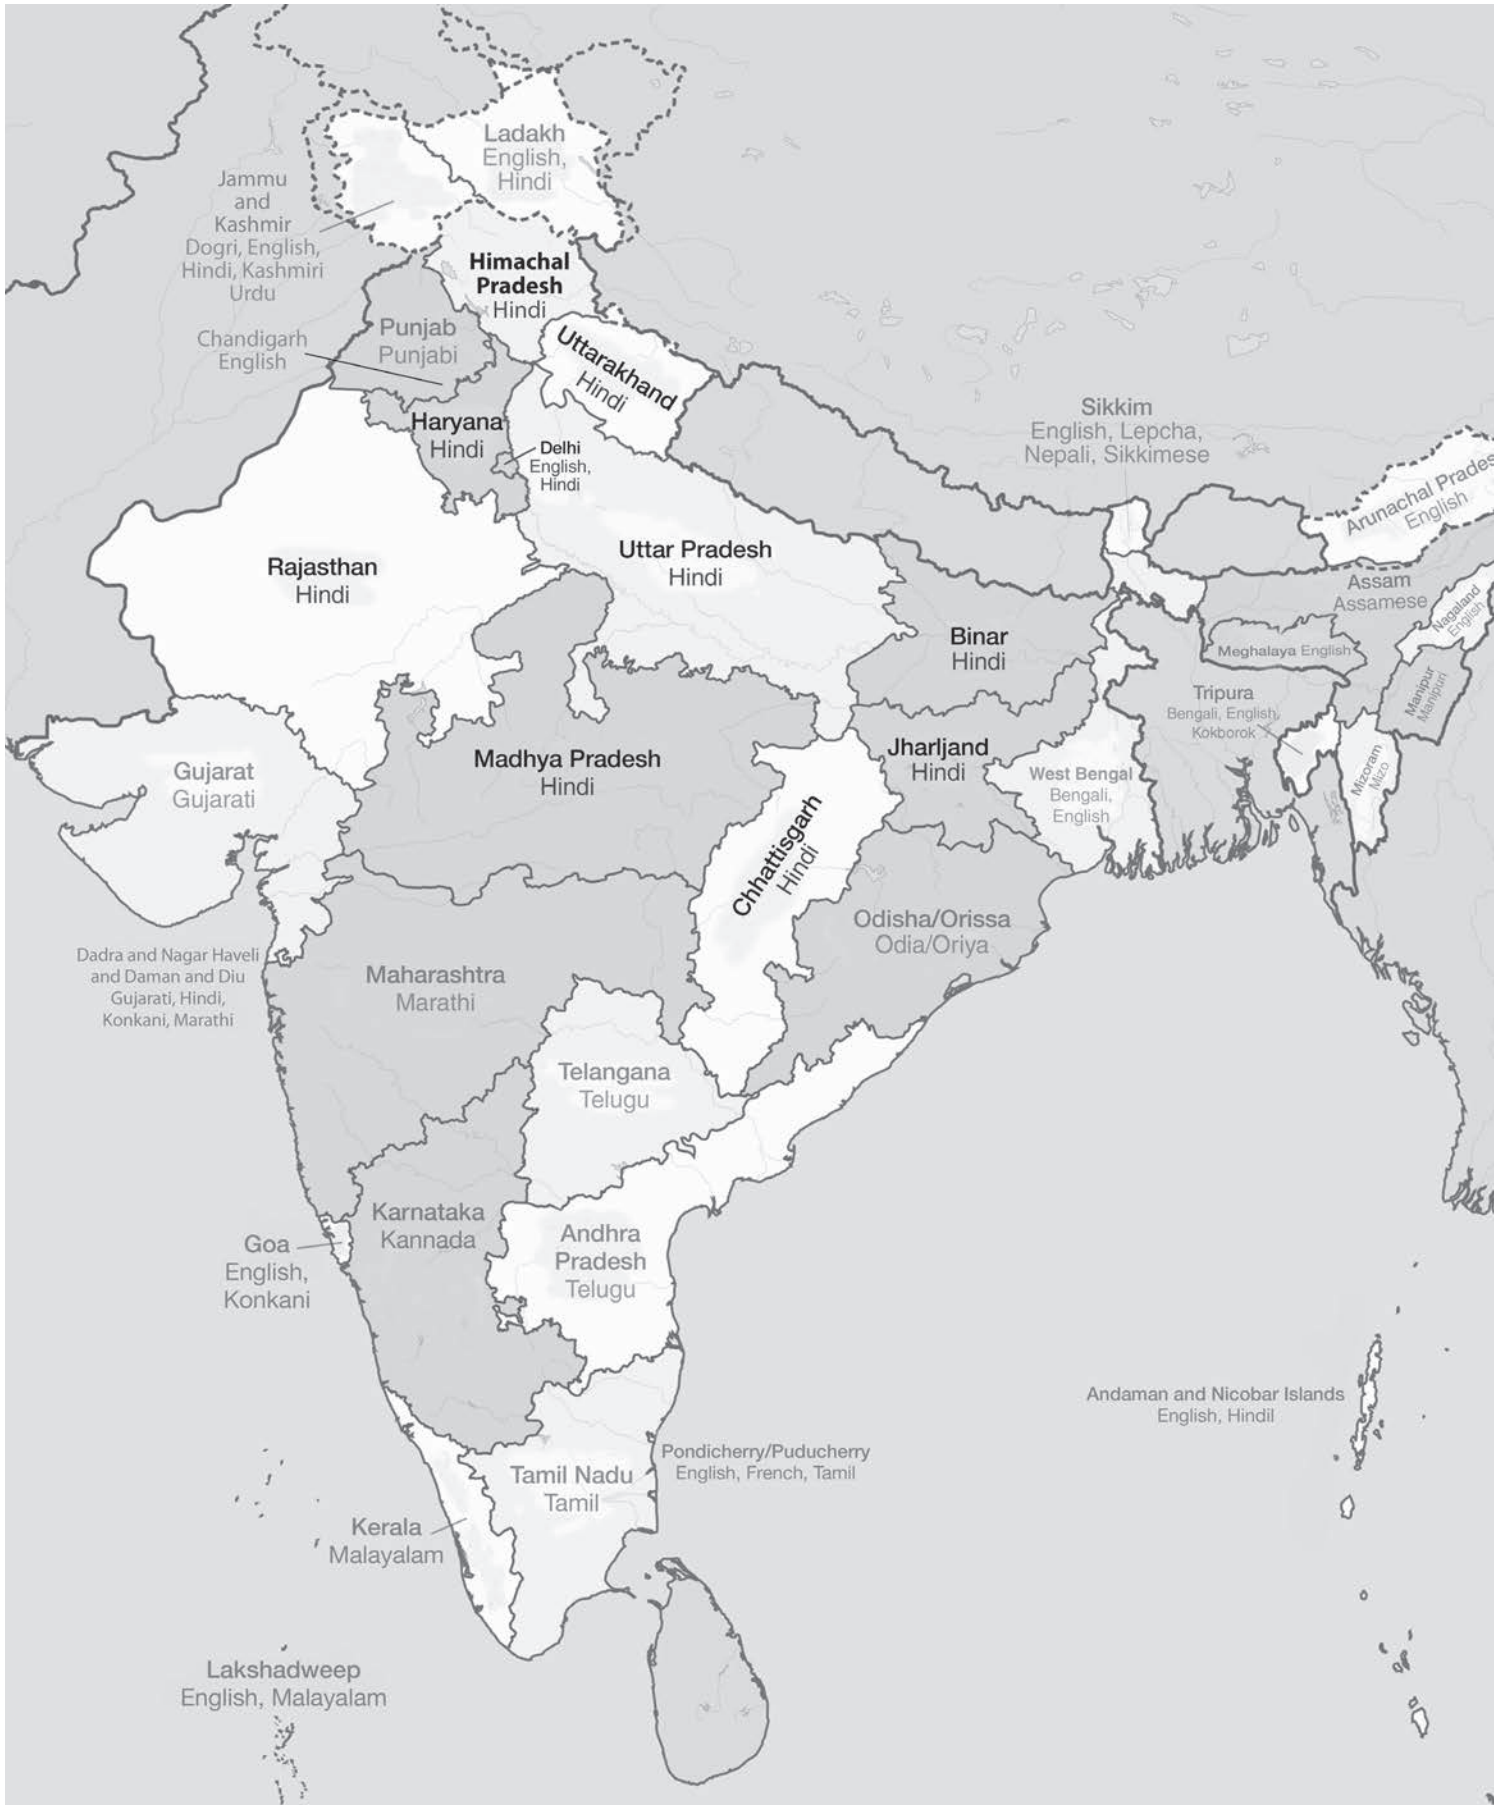 Ladakh
English,
Hindi
Jammu
and
Kashmir
Dogri, English,
Hindi, Kashmiri
Urdu
Himachal
Pradesh
Hindi
Punjab
Punjabi
Chandigarh
English
Uttarakhand
Hindi
Haryana
Hindi
Delhi
English,
Hindi
Sikkim
English, Lepcha,
Nepali, Sikkimese
Arunachal Prades
English
Rajasthan
Hindi
Uttar Pradesh
Hindi
Assam
Assamese
Nagaland
English
Binar
Hindi
Meghalaya English
Manipur
Manipuri
Tripura
Bengali, English,
Kokborok
Mizoram
Mizo
Gujarat
Gujarati
Madhya Pradesh
Hindi
Jharljand
Hindi
West Bengal
Bengali,
English
Chhattisgarh
Hindi
Odisha/Orissa
Odia/Oriya
Dadra and Nagar Haveli
and Daman and Diu
Gujarati, Hindi,
Konkani, Marathi
Maharashtra
Marathi
Telangana
Telugu
Karnataka
Kannada
Goa
English,
Konkani
Andhra
Pradesh
Telugu
Andaman and Nicobar Islands
English, Hindil
Pondicherry/Puducherry
English, French, Tamil
Tamil Nadu
Tamil
Kerala
Malayalam
Lakshadweep
English, Malayalam